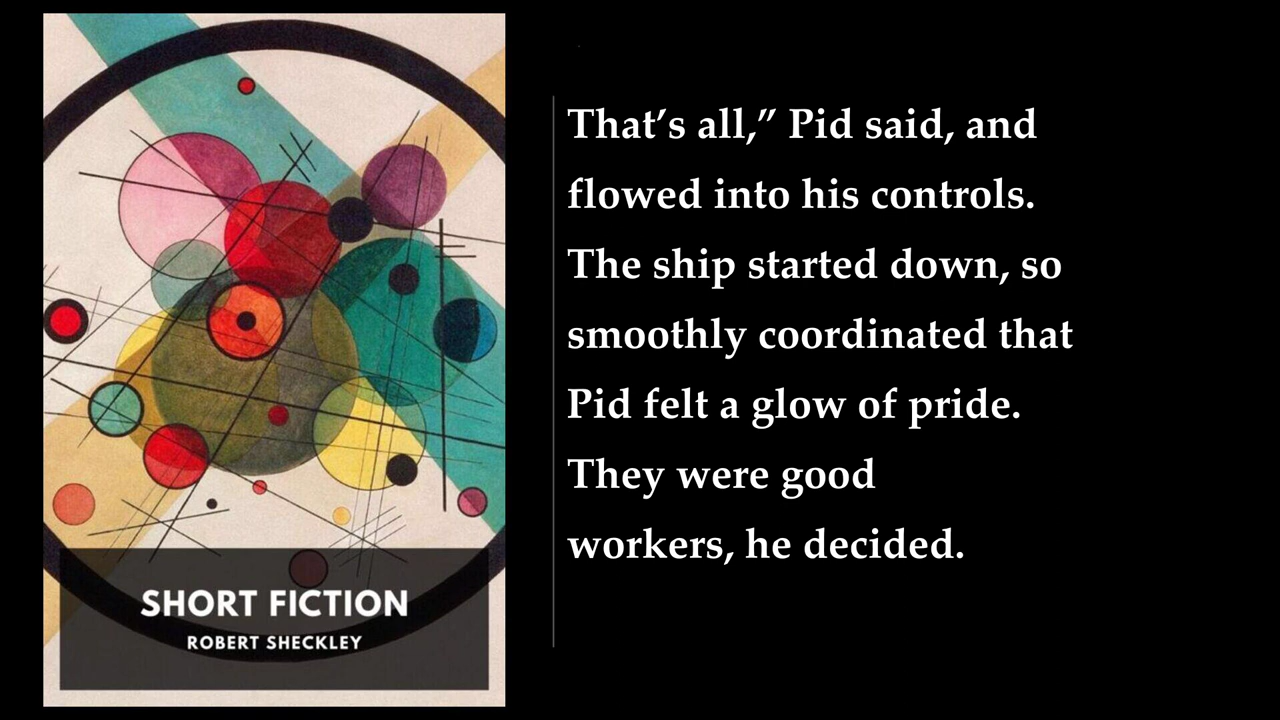 SHORT FICTION
ROBERT SHECKLEY
That’s all,” Pid said, and
flowed into his controls.
The ship started down, so
smoothly coordinated that
Pid felt a glow of pride.
They were good
workers, he decided.